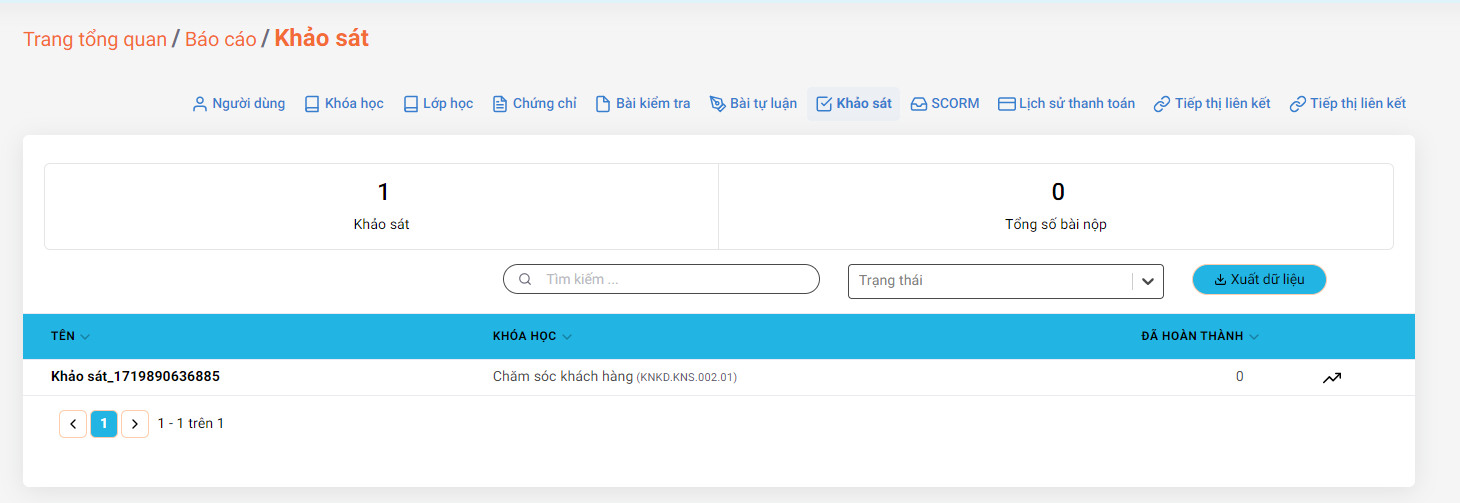 Trang tổng quan / Báo cáo / Khảo sát
Người dùng Khóa học Lớp học Chứng chỉ Bài kiểm tra Bài tự luận Khảo sát SCORM Lịch sử thanh toán Tiếp thị liên kết Tiếp thị liên kết
1
Khảo sát
0
Tổng số bài nộp
Tìm kiếm ... Trạng thái Xuất dữ liệu
TÊN KHÓA HỌC ĐÃ HOÀN THÀNH
Khảo sát_1719890636885 Chăm sóc khách hàng (KNKD.KNS.002.01) 0
1 1 - 1 trên 1